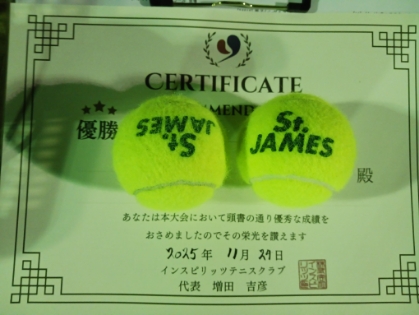 CERTIFICATE
MMEND
優勝
St.
JAMES
St.
JAMES
殿
あなたは本大会において頭書の通り優秀な成績を
おさめましたのでその栄光を讃えます
2025年 11月 29日
インスピリッツテニスクラブ
代表 増田 吉彦